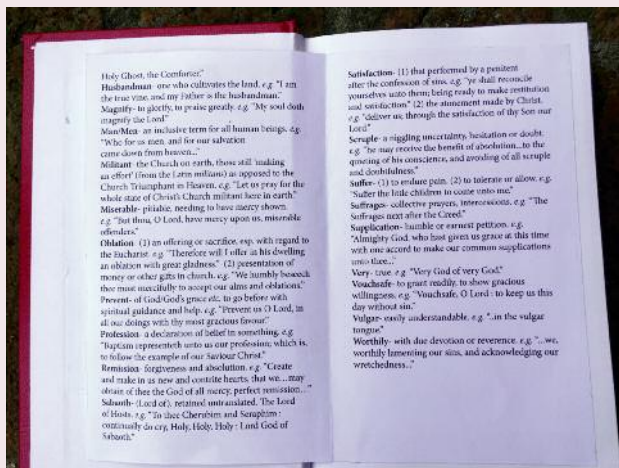 Holy Ghost, the Comforter."
Husbandman- one who cultivates the land. e.g. "I am
the true vine, and my Father is the husbandman."
Magnify- to glorify, to praise greatly. e.g. "My soul doth
magnify the Lord"
Man/Men- an inclusive term for all human beings. e.g.
"Who for us men, and for our salvation
came down from heaven..."
Militant- the Church on earth, those still 'making
an effort' (from the Latin militans) as opposed to the
Church Triumphant in Heaven. e.g. "Let us pray for the
whole state of Christ's Church militant here in earth."
Miserable- pitiable, needing to have mercy shown.
e.g. "But thou, O Lord, have mercy upon us, miserable
offenders."
Oblation- (1) an offering or sacrifice, esp. with regard to
the Eucharist. e.g. "Therefore will I offer in his dwelling
an oblation with great gladness." (2) presentation of
money or other gifts in church. e.g. "We humbly beseech
thee most mercifully to accept our alms and oblations."
Prevent- of God/God's grace etc. to go before with
spiritual guidance and help. e.g. "Prevent us O Lord, in
all our doings with thy most gracious favour."
Profession- a declaration of belief in something. e.g.
"Baptism representeth unto us our profession; which is,
to follow the example of our Saviour Christ."
Remission- forgiveness and absolution. e.g. "Create
and make in us new and contrite hearts, that we... may
obtain of thee the God of all mercy, perfect remission..."
Sabaoth- (Lord of), retained untranslated. The Lord
of Hosts. e.g. "To thee Cherubim and Seraphim :
continually do cry, Holy, Holy, Holy : Lord God of
Sabaoth."
Satisfaction- (1) that performed by a penitent
after the confession of sins. e.g. "ye shall reconcile
yourselves unto them; being ready to make restitution
and satisfaction" (2) the atonement made by Christ.
e.g. "deliver us, through the satisfaction of thy Son our
Lord"
Scruple- a niggling uncertainty, hesitation or doubt.
e.g. "he may receive the benefit of absolution...to the
quieting of his conscience, and avoiding of all scruple
and doubtfulness."
Suffer- (1) to endure pain. (2) to tolerate or allow. e.g.
"Suffer the little children to come unto me."
Suffrages- collective prayers, intercessions. e.g. "The
Suffrages next after the Creed."
Supplication- humble or earnest petition. e.g.
"Almighty God, who hast given us grace at this time
with one accord to make our common supplications
unto thee..."
Very- true. e.g. "Very God of very God."
Vouchsafe- to grant readily, to show gracious
willingness. e.g. "Vouchsafe, O Lord : to keep us this
day without sin."
Vulgar- easily understandable. e.g. "..in the vulgar
tongue."
Worthily- with due devotion or reverence. e.g. "...we,
worthily lamenting our sins, and acknowledging our
wretchedness.."